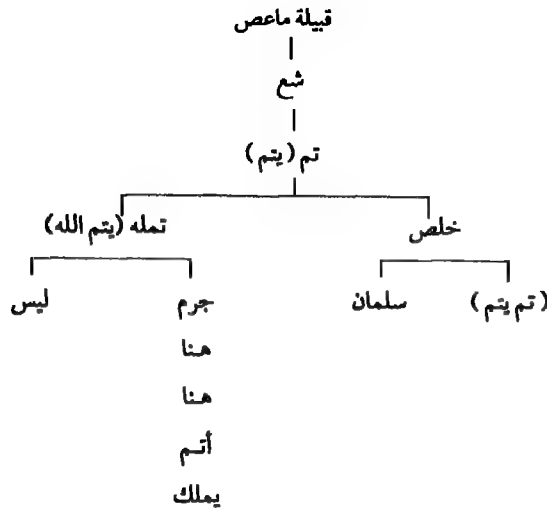 قبيلة ماعص
شع
تم (يتم)
خلص تمله (يتم الله)
(تم يتم) سلمان جرم ليس
هنا
هنا
أتم
يملك